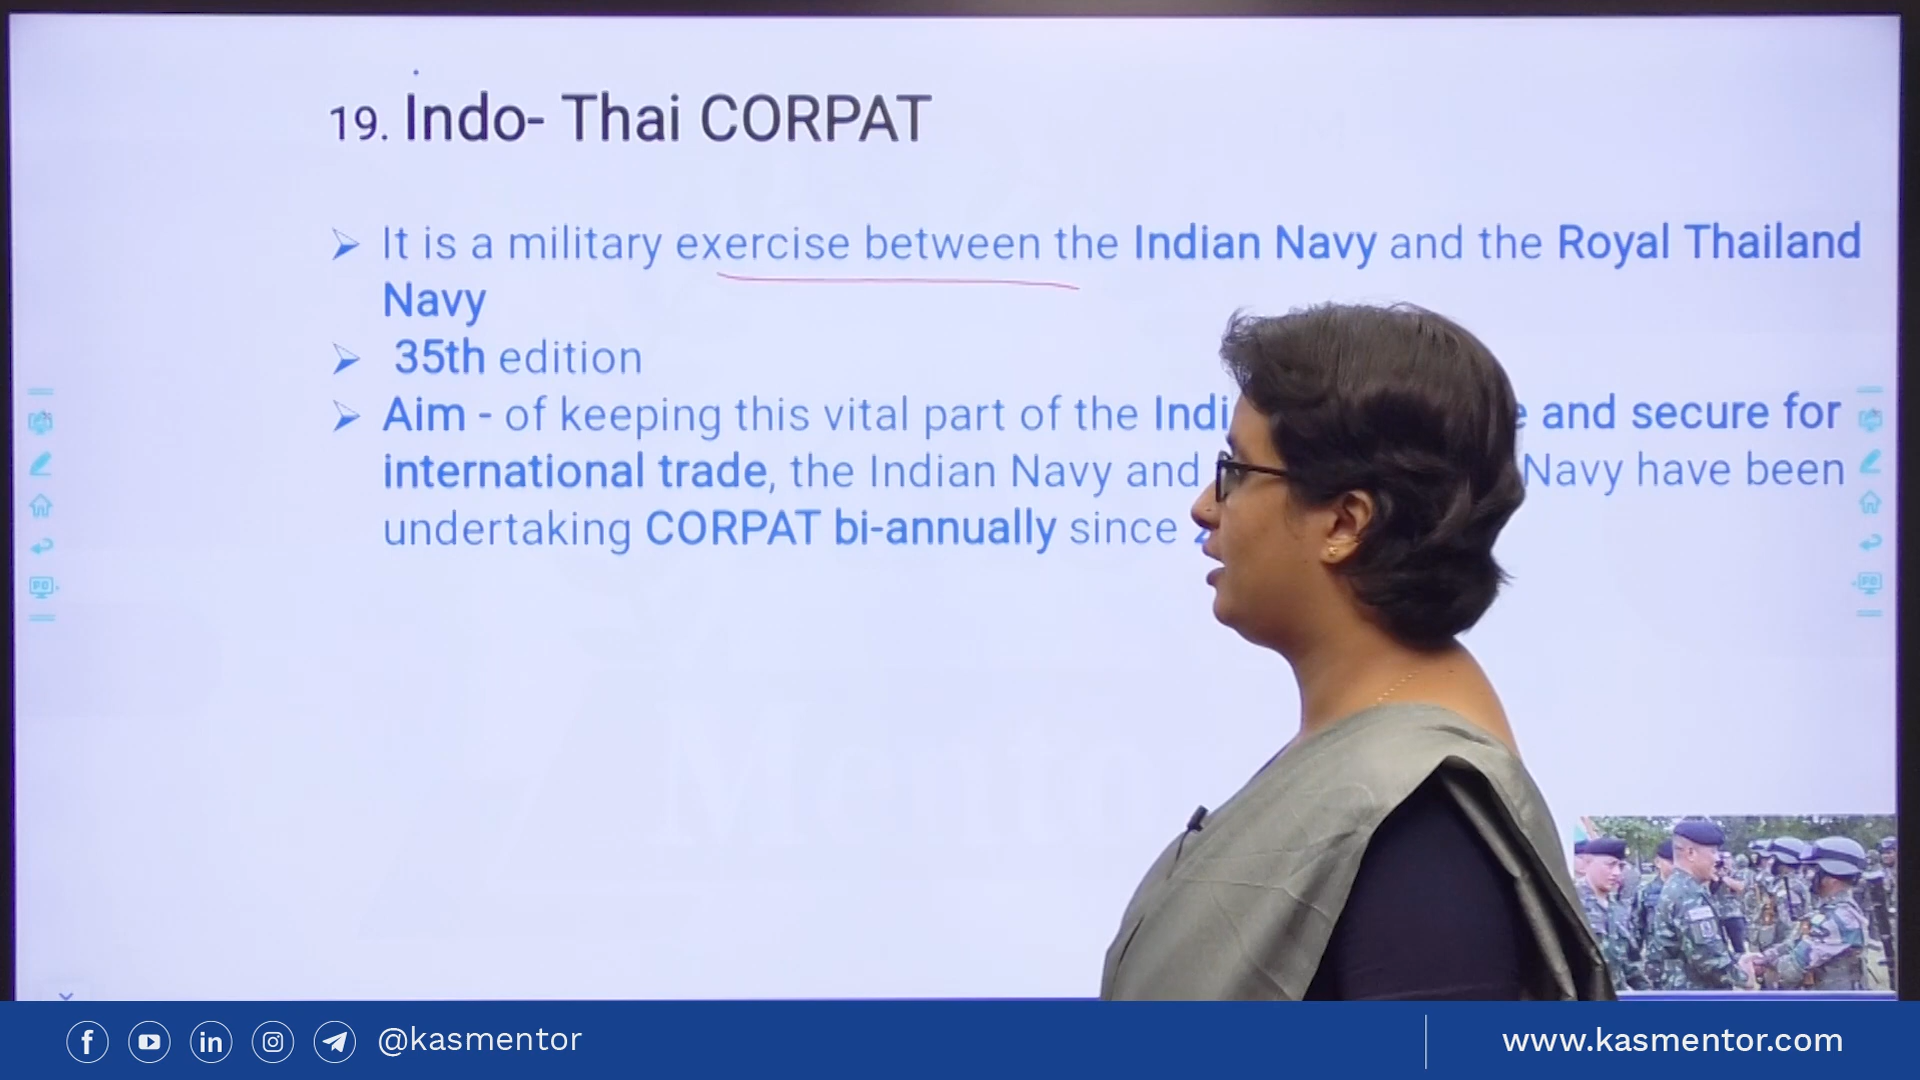 19. Indo- Thai CORPAT
➢ It is a military exercise between the Indian Navy and the Royal Thailand
Navy
➢ 35th edition
➢ Aim - of keeping this vital part of the and secure for
international trade, the Indian Navy and Navy have been
undertaking CORPAT bi-annually since
@kasmentor
www.kasmentor.com